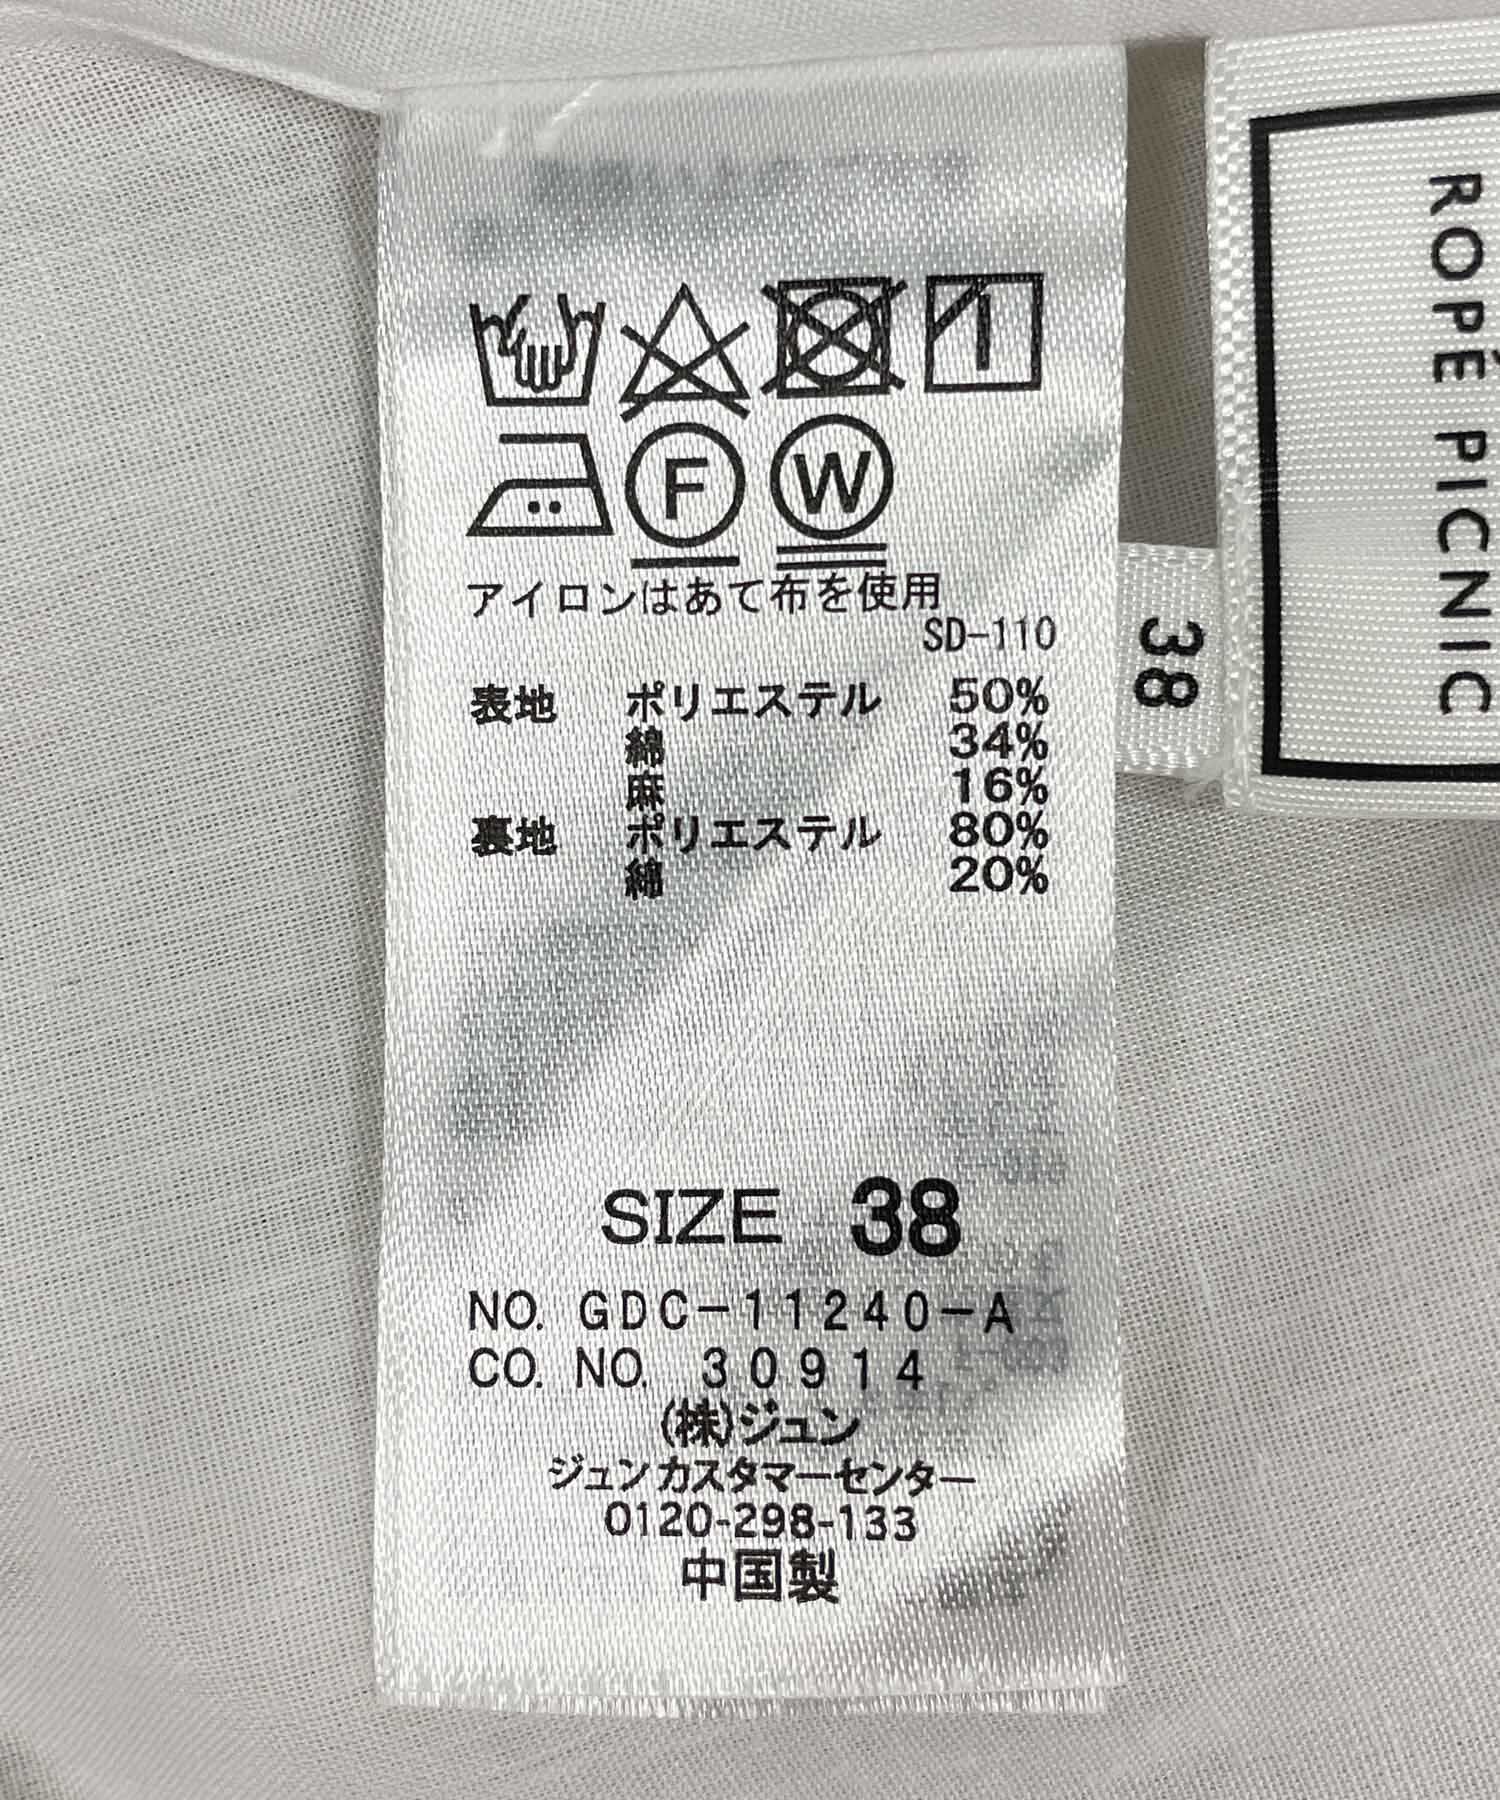 F W
アイロンはあて布を使用
SD-110
表地 ポリエステル 50%
綿 34%
麻 16%
裏地 ポリエステル 80%
綿 20%
SIZE 38
NO. GDC-11240-A
CO. NO. 30914
(株)ジュン
ジュンカスタマーセンター
0120-298-133
中国製
38
ROPÉ PICNIC